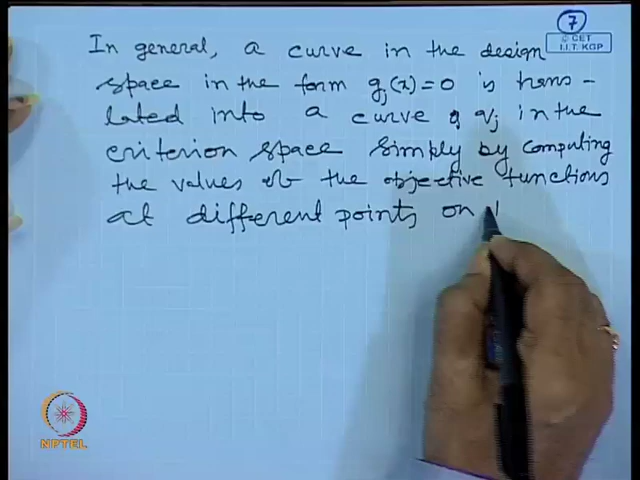 7
© CET
I.I.T. KGP
In general, a curve in the design
space in the form gj(x)=0 is trans-
lated into a curve qj in the
criterion space simply by computing
the values of the objective functions
at different points on
NPTEL